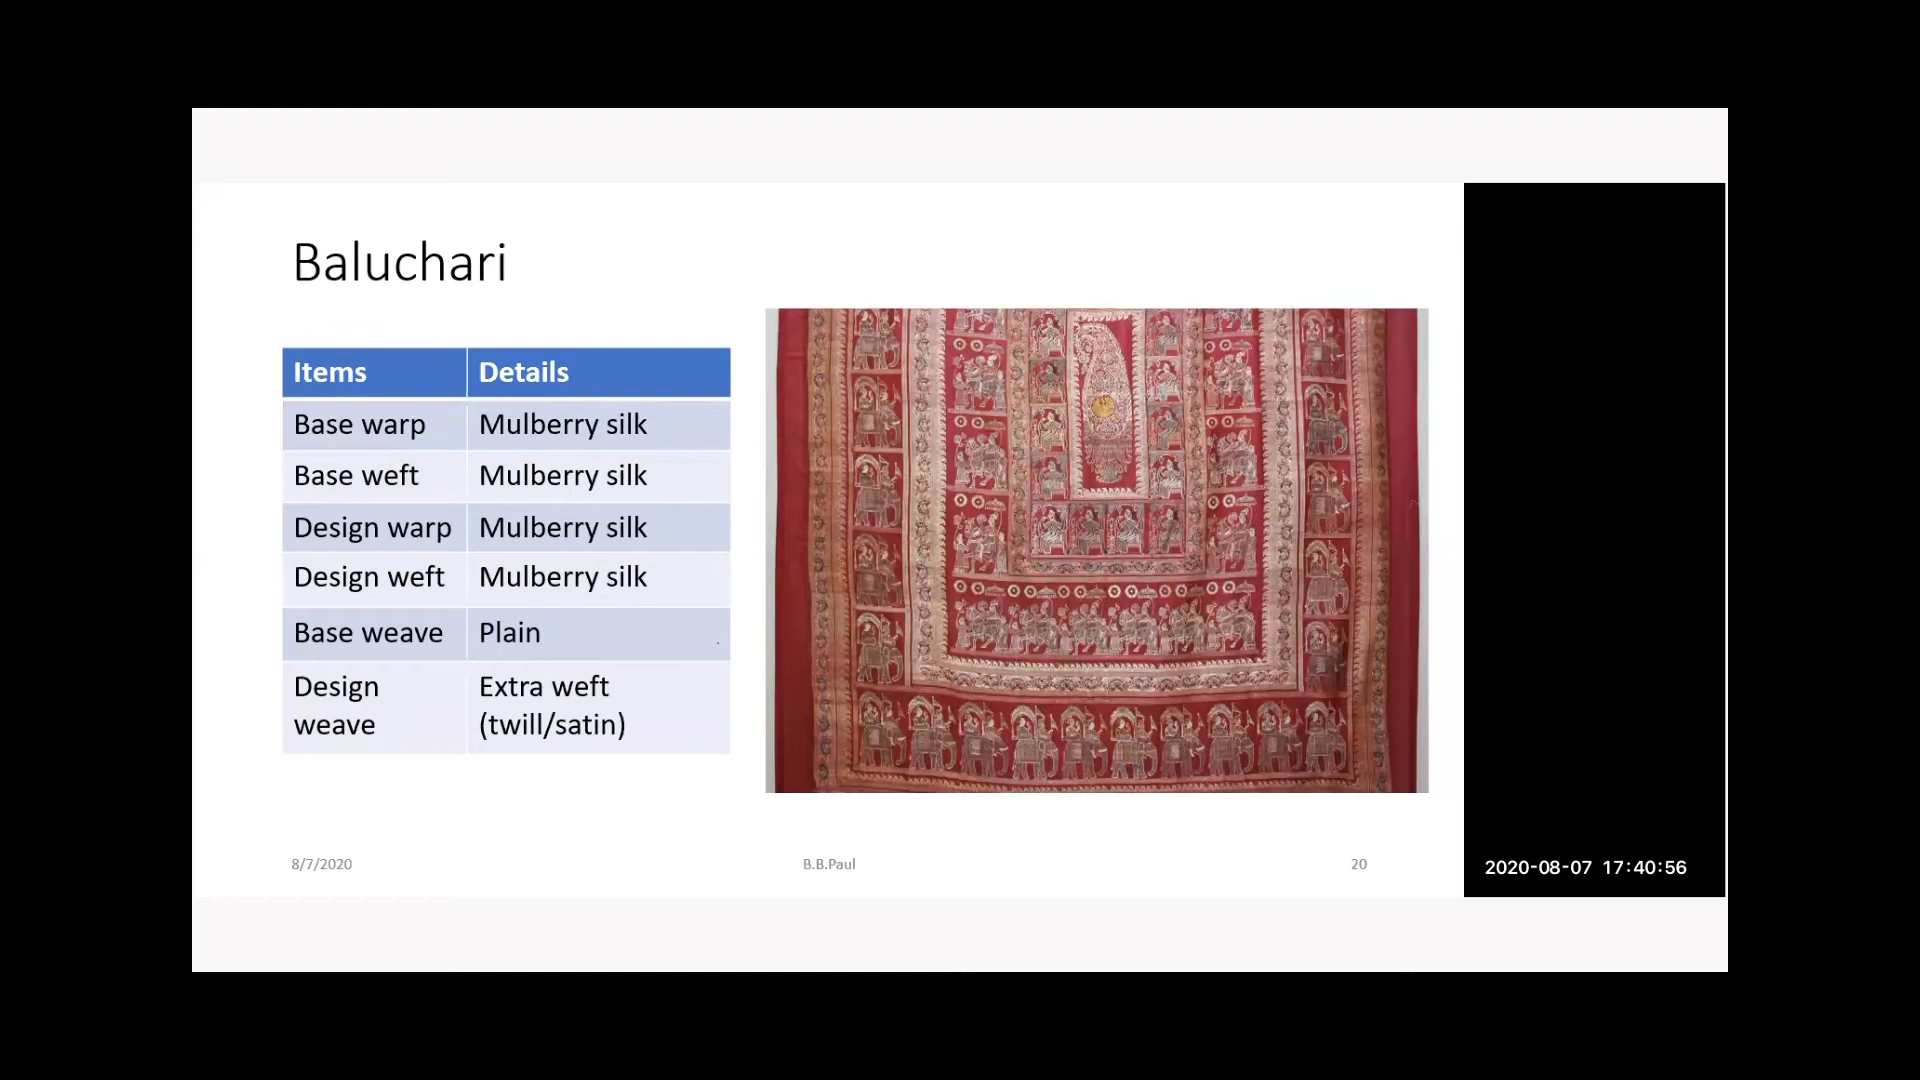 Baluchari
Items Details
Base warp Mulberry silk
Base weft Mulberry silk
Design warp Mulberry silk
Design weft Mulberry silk
Base weave Plain
Design weave Extra weft (twill/satin)
8/7/2020 B.B.Paul 20
2020-08-07 17:40:56